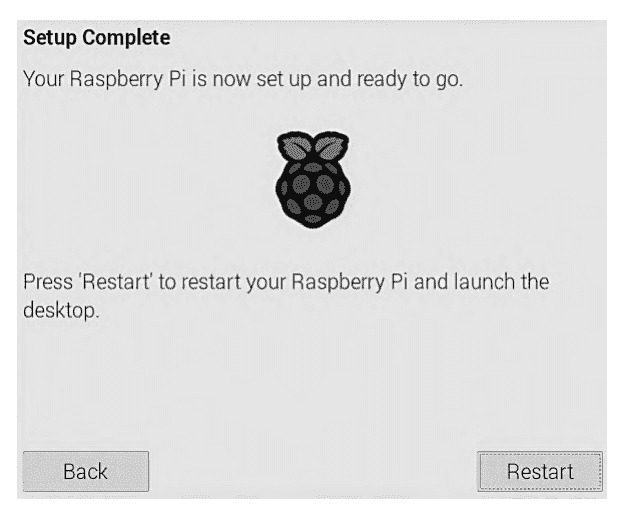 Setup Complete
Your Raspberry Pi is now set up and ready to go.
Press 'Restart' to restart your Raspberry Pi and launch the
desktop.
Back
Restart